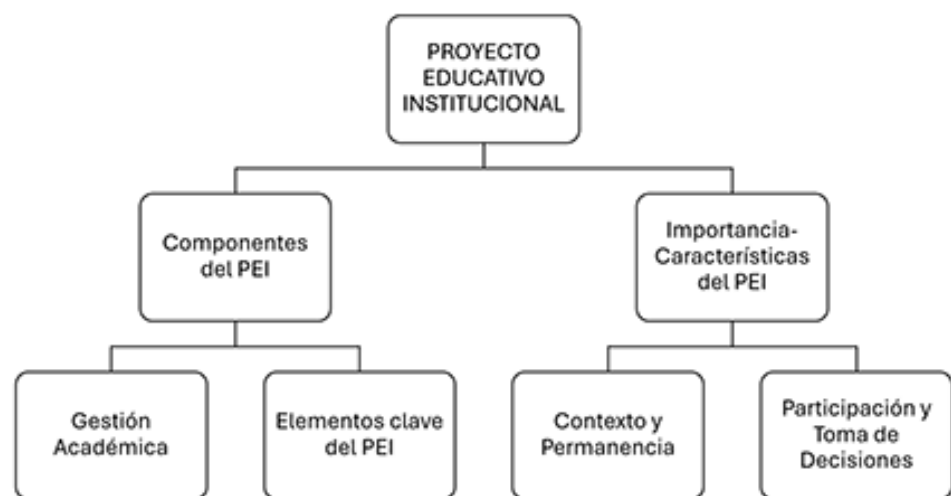 PROYECTO
EDUCATIVO
INSTITUCIONAL
Componentes
del PEI
Importancia-
Características
del PEI
Gestión
Académica
Elementos clave
del PEI
Contexto y
Permanencia
Participación y
Toma de
Decisiones